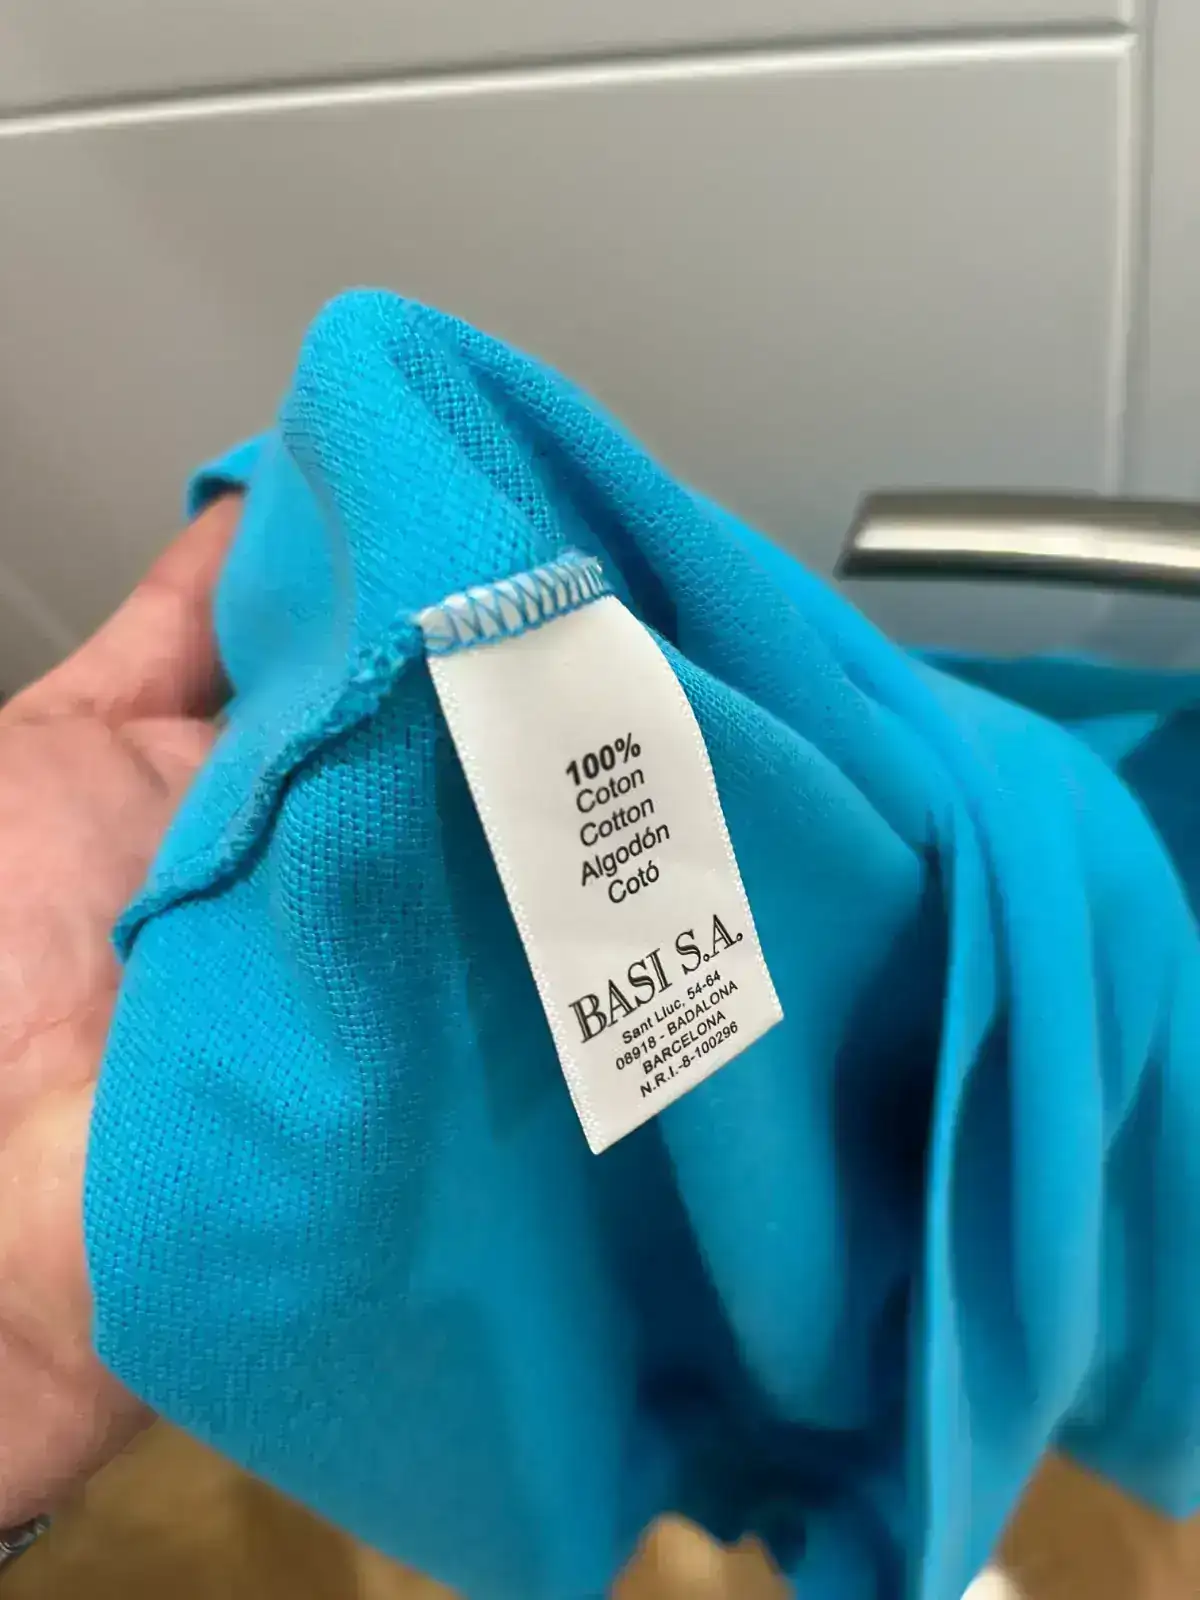 100%
Coton
Cotton
Algodón
Cotó
BASI S.A.
Sant Lluc, 54-64
08918 - BADALONA
BARCELONA
N.R.I.-8-100296